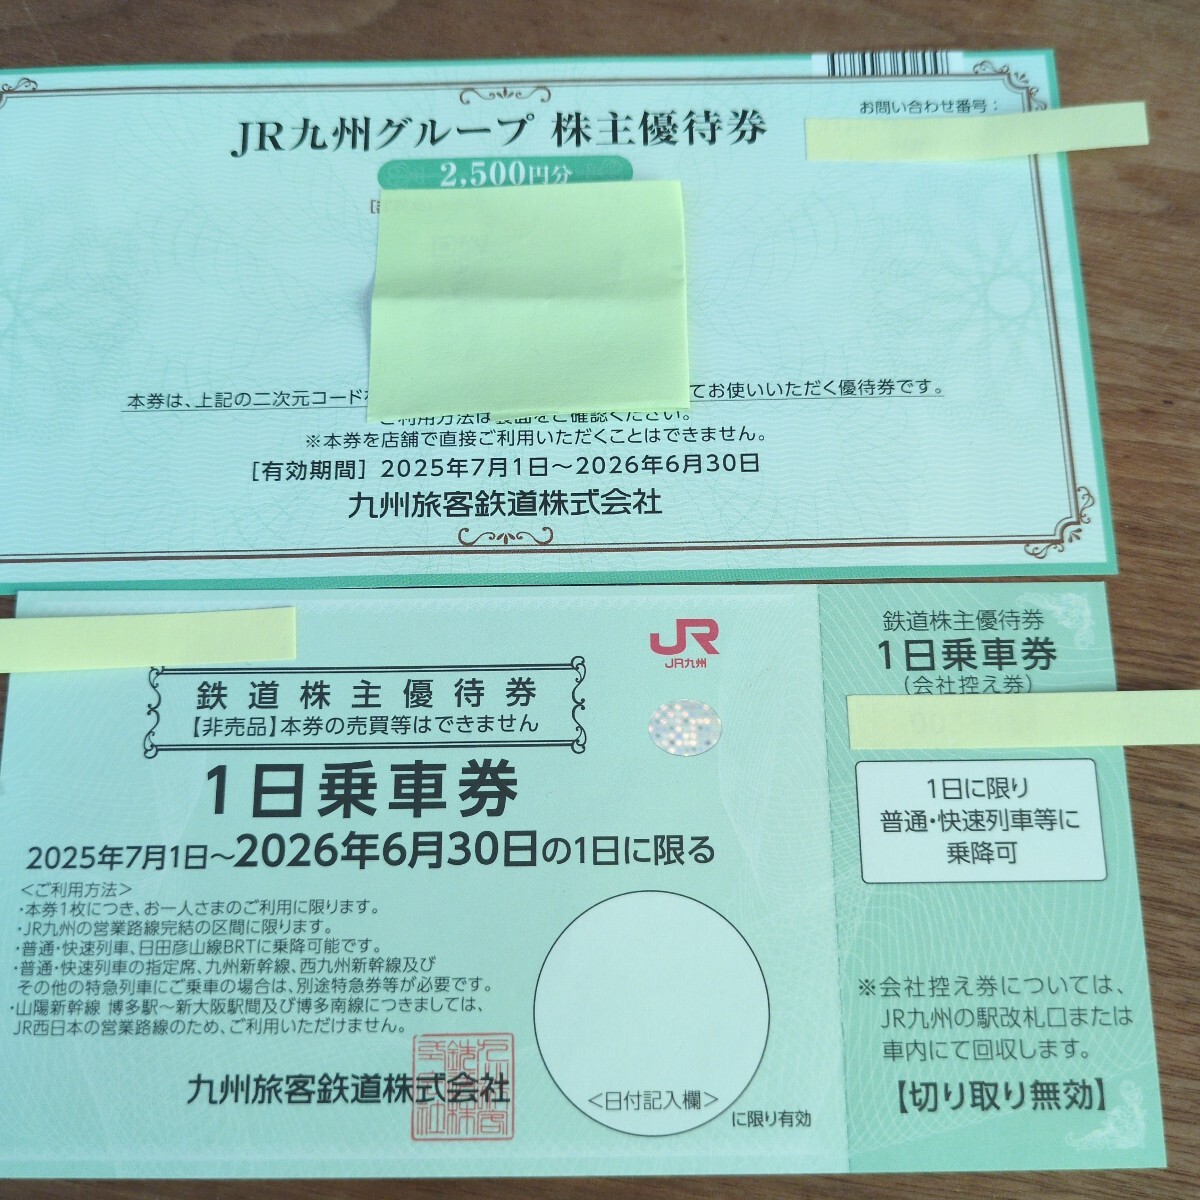 お問い合わせ番号：
JR九州グループ 株主優待券
2,500円分
本券は、上記の二次元コード
てお使いいただく優待券です。
ご利用方法は裏面をご確認ください。
※本券を店舗で直接ご利用いただくことはできません。
［有効期間］ 2025年7月1日～2026年6月30日
九州旅客鉄道株式会社
JR
JR九州
鉄道株主優待券
【非売品】本券の売買等はできません
1日乗車券
2025年7月1日～2026年6月30日の1日に限る
＜ご利用方法＞
・本券1枚につき、お一人さまのご利用に限ります。
・JR九州の営業路線完結の区間に限ります。
・普通・快速列車、日田彦山線BRTに乗降可能です。
・普通・快速列車の指定席、九州新幹線、西九州新幹線及び
その他の特急列車にご乗車の場合は、別途特急券等が必要です。
・山陽新幹線 博多駅～新大阪駅間及び博多南線につきましては、
JR西日本の営業路線のため、ご利用いただけません。
九州旅客鉄道株式会社
＜日付記入欄＞
に限り有効
鉄道株主優待券
1日乗車券
（会社控え券）
1日に限り
普通・快速列車等に
乗降可
※会社控え券については、
JR九州の駅改札口または
車内にて回収します。
【切り取り無効】